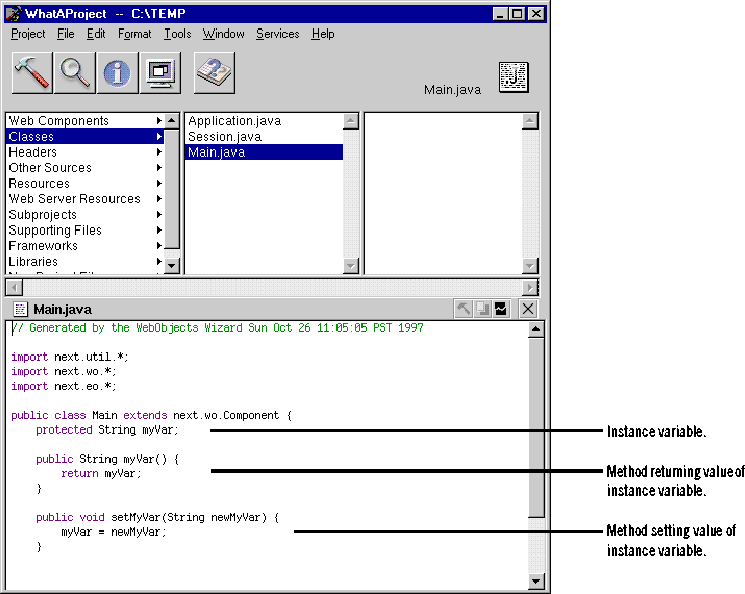 WhatAProject -- C:\TEMP
Project File Edit Format Tools Window Services Help
Main.java
Web Components
Classes
Headers
Other Sources
Resources
Web Server Resources
Subprojects
Supporting Files
Frameworks
Libraries
Application.java
Session.java
Main.java
Main.java
// Generated by the WebObjects Wizard Sun Oct 26 11:05:05 PST 1997
import next.util.*;
import next.wo.*;
import next.eo.*;
public class Main extends next.wo.Component {
protected String myVar;
public String myVar() {
return myVar;
}
public void setMyVar(String newMyVar) {
myVar = newMyVar;
}
Instance variable.
Method returning value of
instance variable.
Method setting value of
instance variable.